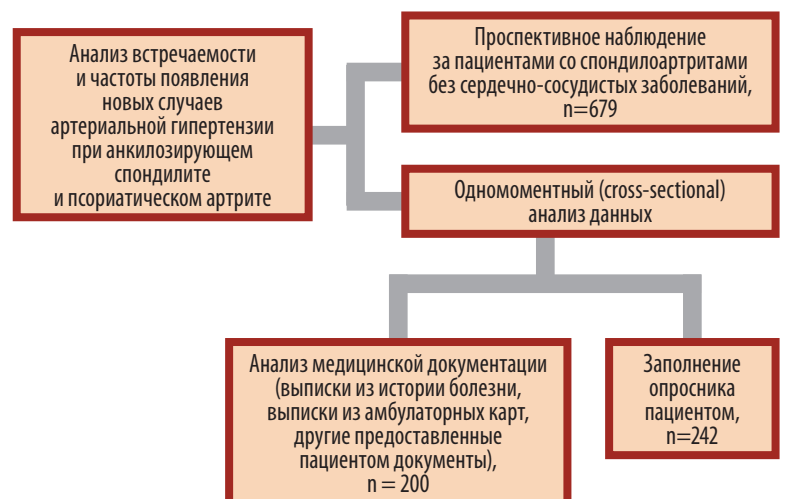 Анализ встречаемости
и частоты появления
новых случаев
артериальной гипертензии
при анкилозирующем
спондилите
и псориатическом артрите
Проспективное наблюдение
за пациентами со спондилоартритами
без сердечно-сосудистых заболеваний,
n=679
Одномоментный (cross-sectional)
анализ данных
Анализ медицинской документации
(выписки из истории болезни,
выписки из амбулаторных карт,
другие предоставленные
пациентом документы),
n = 200
Заполнение
опросника
пациентом,
n=242